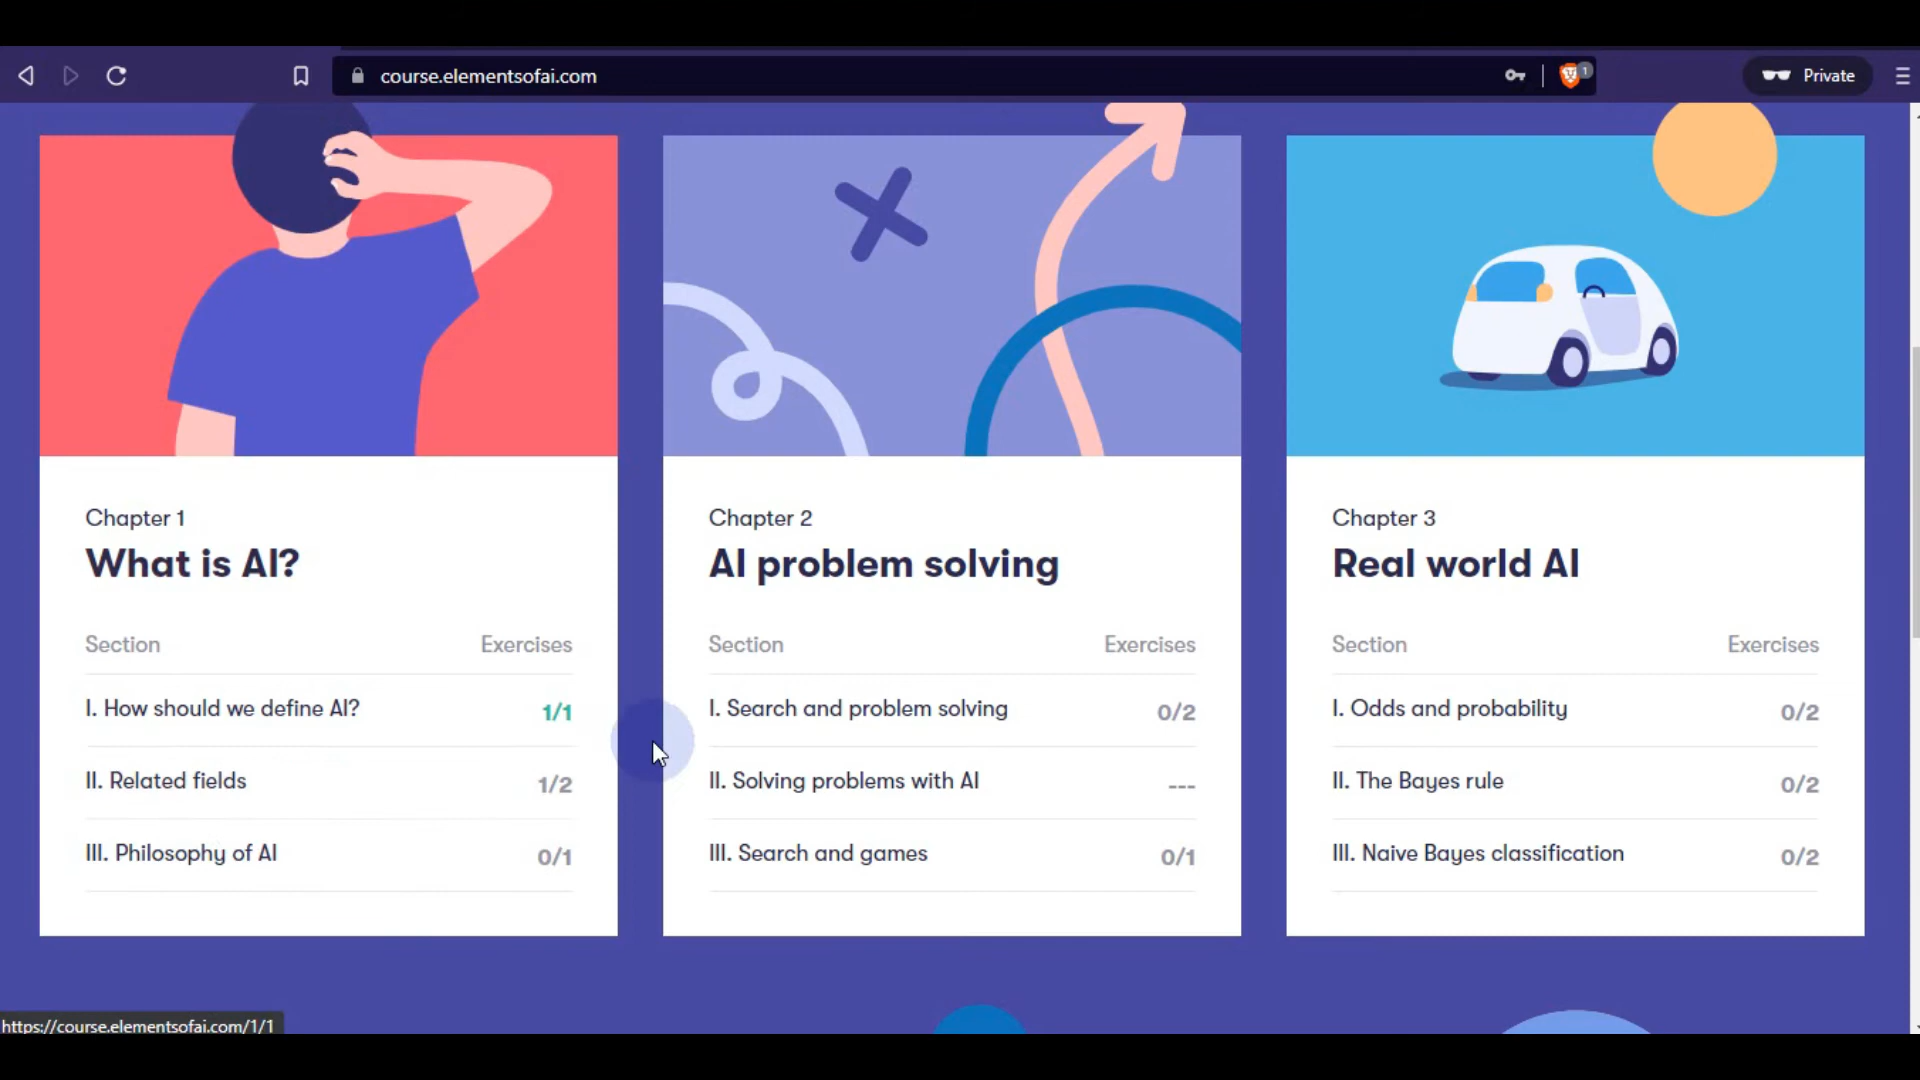 course.elementsofai.com
1
Private
Chapter 1
What is AI?
Section Exercises
I. How should we define AI? 1/1
II. Related fields 1/2
III. Philosophy of AI 0/1
Chapter 2
AI problem solving
Section Exercises
I. Search and problem solving 0/2
II. Solving problems with AI ---
III. Search and games 0/1
Chapter 3
Real world AI
Section Exercises
I. Odds and probability 0/2
II. The Bayes rule 0/2
III. Naive Bayes classification 0/2
https://course.elementsofai.com/1/1